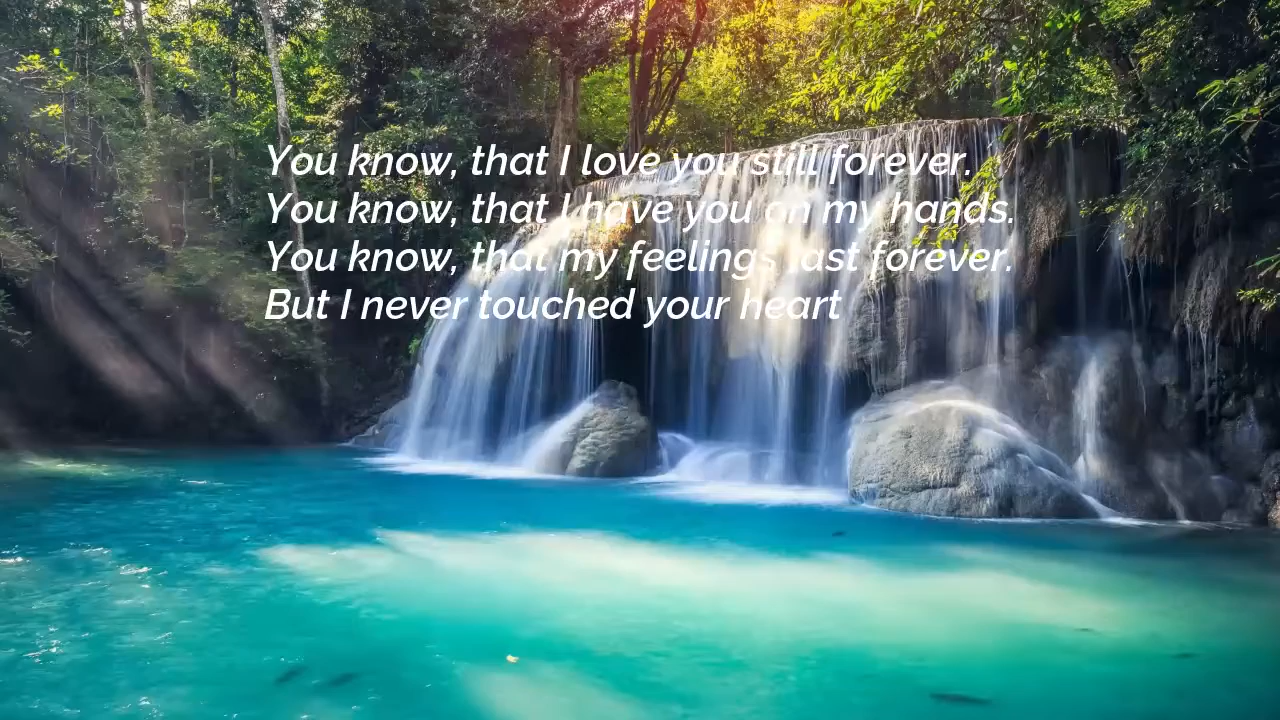 You know, that I love you still forever.
You know, that I have you on my hands.
You know, that my feelings last forever.
But I never touched your heart